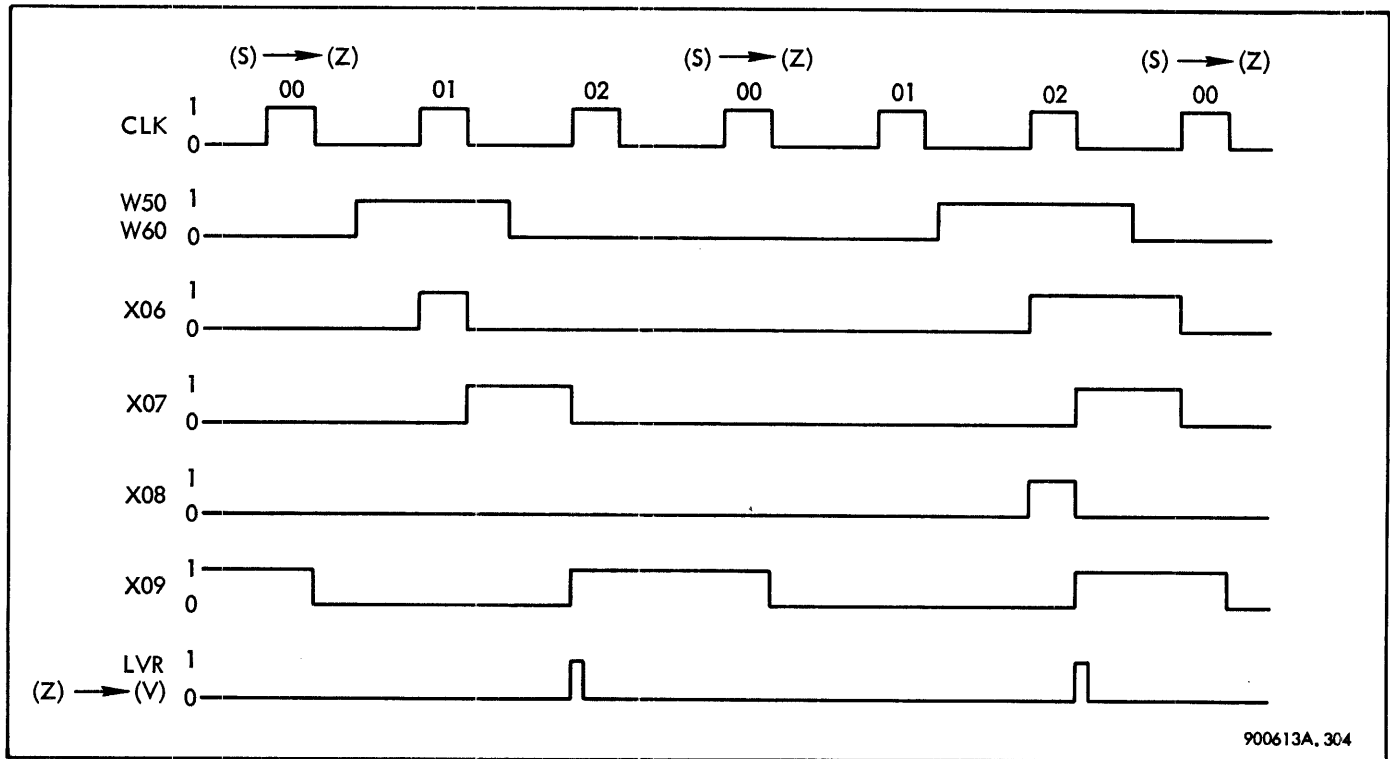 (S) → (Z) (S) → (Z) (S) → (Z)
00 01 02 00 01 02 00
CLK 1
0
W50 1
W60 0
X06 1
0
X07 1
0
X08 1
0
X09 1
0
LVR 1
(Z) → (V) 0
900613A. 304